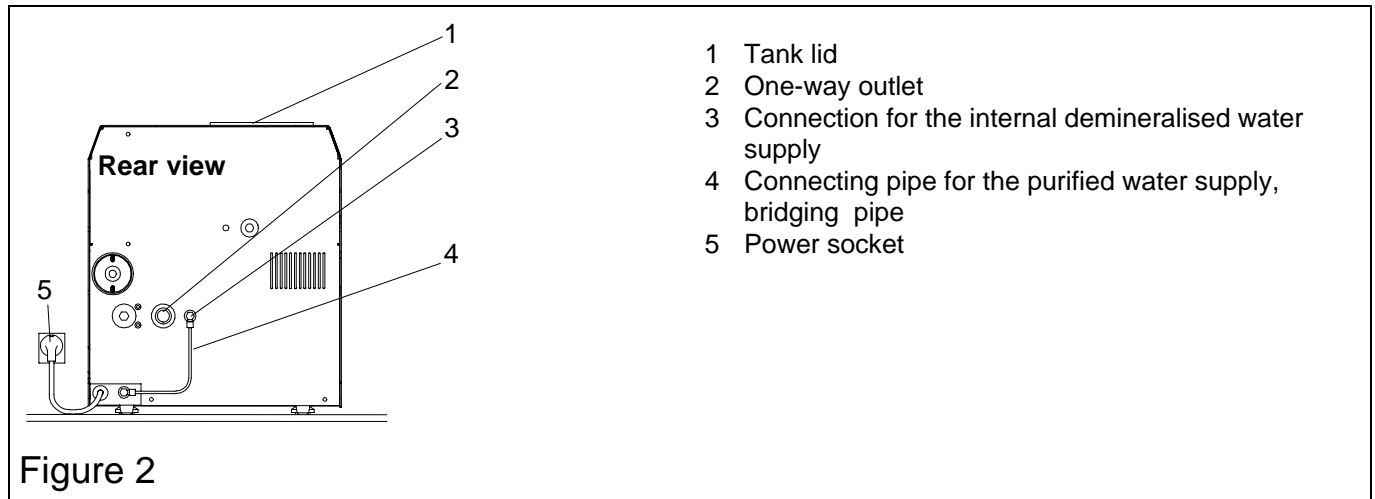 1
2
3
Rear view
4
5
1 Tank lid
2 One-way outlet
3 Connection for the internal demineralised water
supply
4 Connecting pipe for the purified water supply,
bridging pipe
5 Power socket
Figure 2